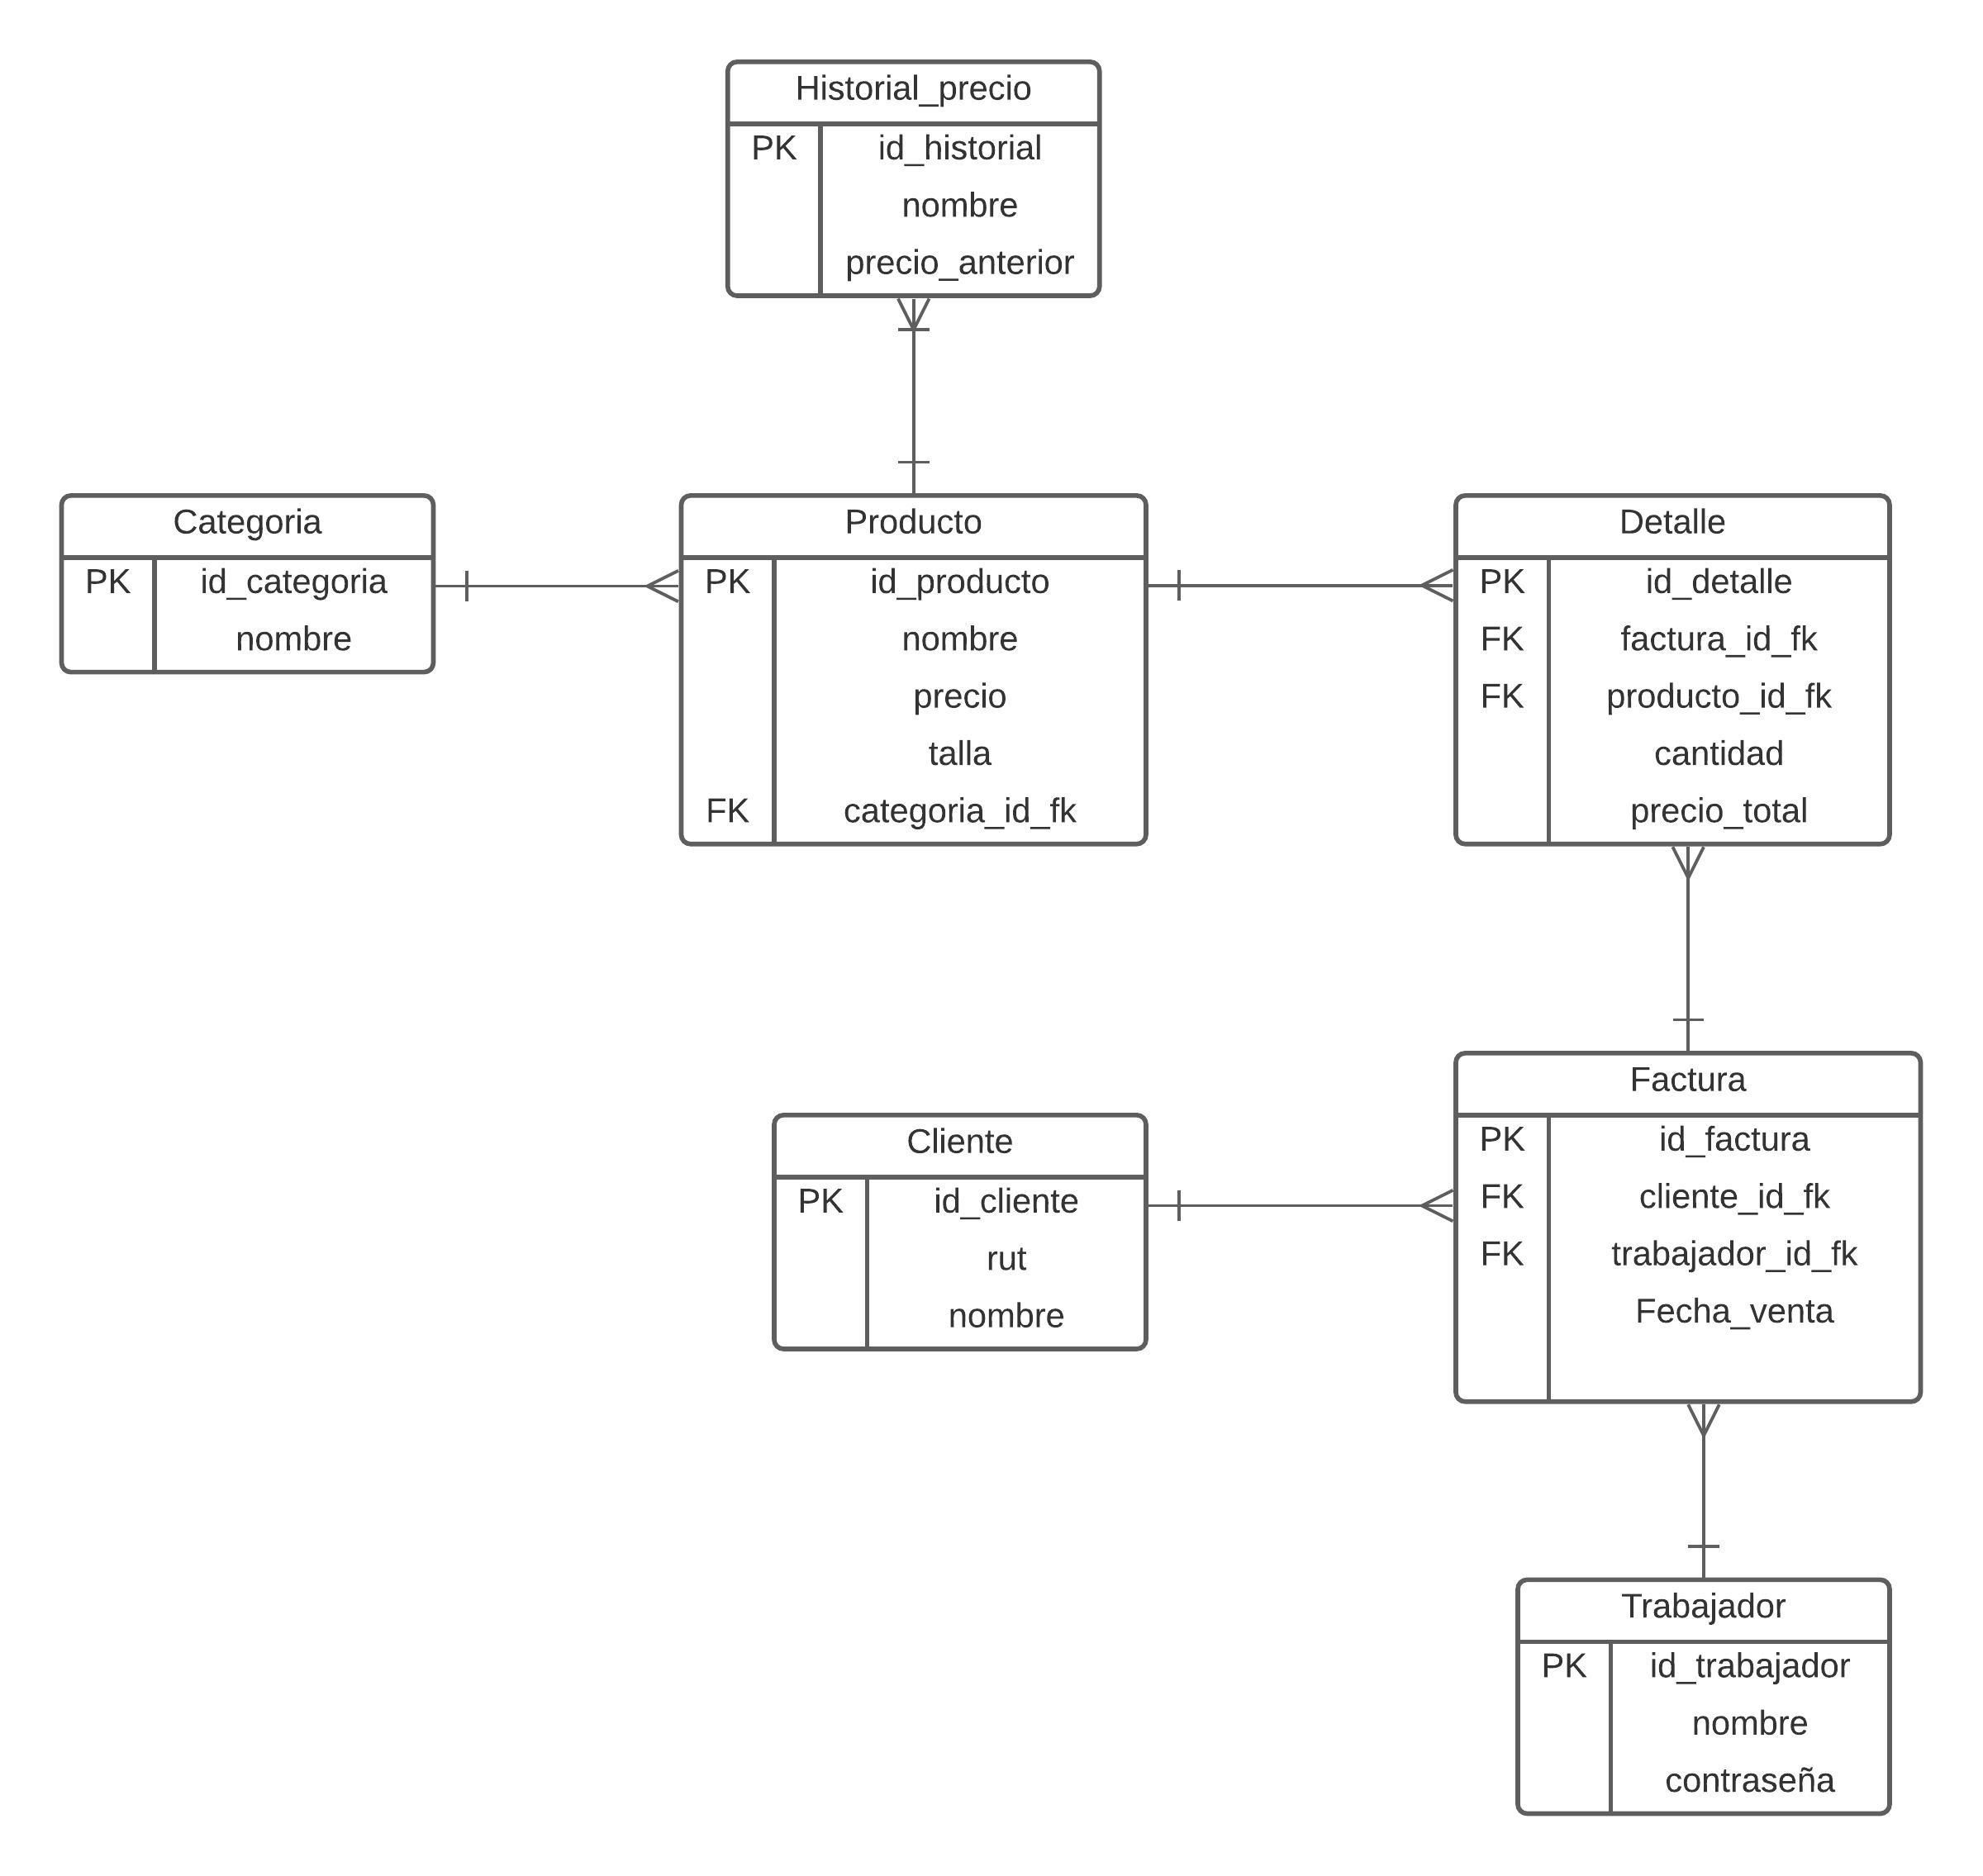 Historial_precio
PK id_historial
nombre
precio_anterior
Categoria
PK id_categoria
nombre
Producto
PK id_producto
nombre
precio
talla
FK categoria_id_fk
Detalle
PK id_detalle
FK factura_id_fk
FK producto_id_fk
cantidad
precio_total
Cliente
PK id_cliente
rut
nombre
Factura
PK id_factura
FK cliente_id_fk
FK trabajador_id_fk
Fecha_venta
Trabajador
PK id_trabajador
nombre
contraseña